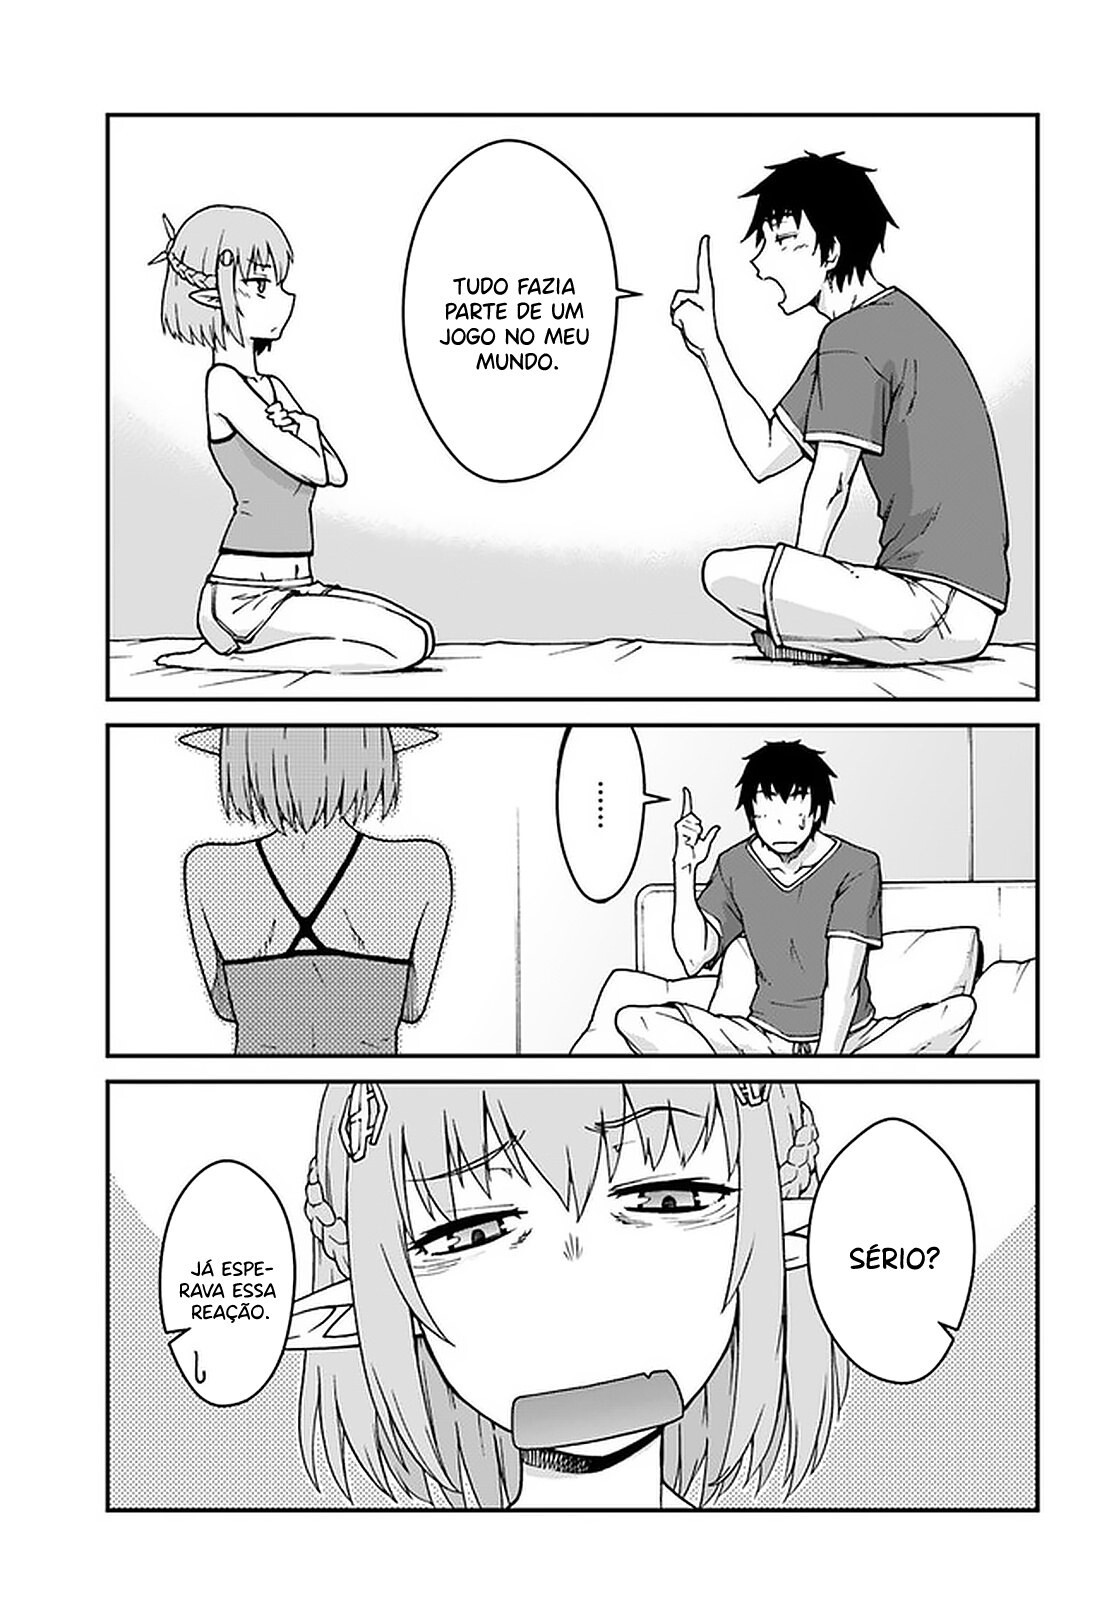 TUDO FAZIA
PARTE DE UM
JOGO NO MEU
MUNDO.
........
SÉRIO?
JÁ ESPE-
RAVA ESSA
REAÇÃO.